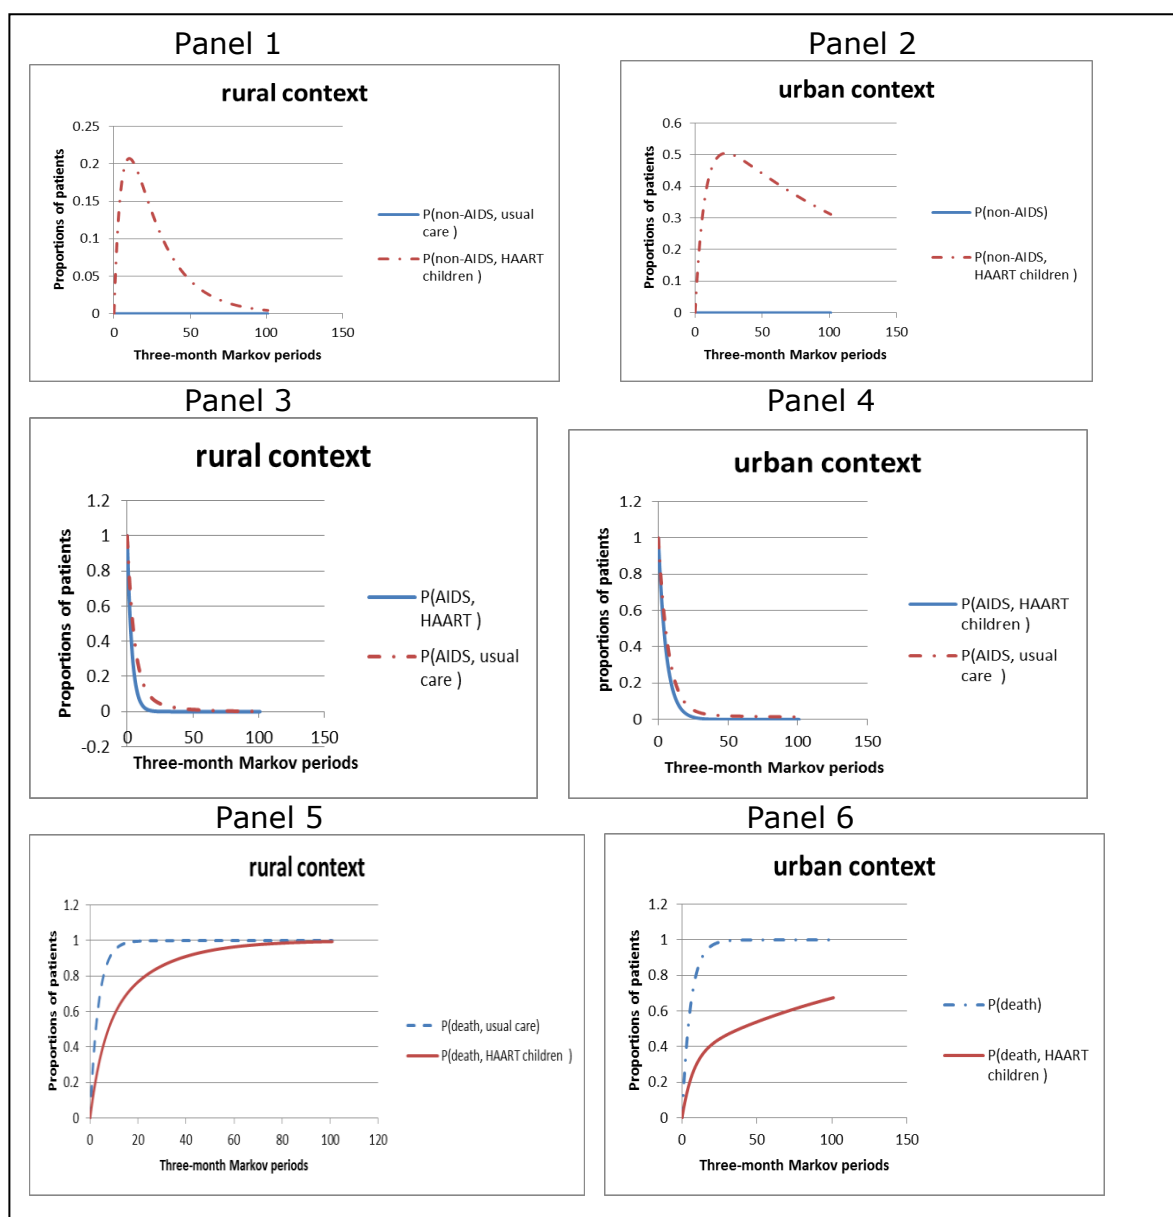 Panel 1
rural context
Proportions of patients
0.25
0.2
0.15
0.1
0.05
0
0
50
100
150
Three-month Markov periods
P(non-AIDS, usual
care )
P(non-AIDS, HAART
children )
Panel 2
urban context
Proportions of patients
0.6
0.5
0.4
0.3
0.2
0.1
0
0
50
100
150
Three-month Markov periods
P(non-AIDS)
P(non-AIDS,
HAART children )
Panel 3
rural context
Proportions of patients
1.2
1
0.8
0.6
0.4
0.2
0
-0.2
0
50
100
150
Three-month Markov periods
P(AIDS,
HAART )
P(AIDS, usual
care )
Panel 4
urban context
proportions of patients
1.2
1
0.8
0.6
0.4
0.2
0
0
50
100
150
Three-month Markov periods
P(AIDS, HAART
children )
P(AIDS, usual
care )
Panel 5
rural context
Proportions of patients
1.2
1
0.8
0.6
0.4
0.2
0
0
20
40
60
80
100
120
Three-month Markov periods
P(death, usual care)
P(death, HAART children )
Panel 6
urban context
Proportions of patients
1.2
1
0.8
0.6
0.4
0.2
0
0
50
100
150
Three-month Markov periods
P(death)
P(death, HAART
children )